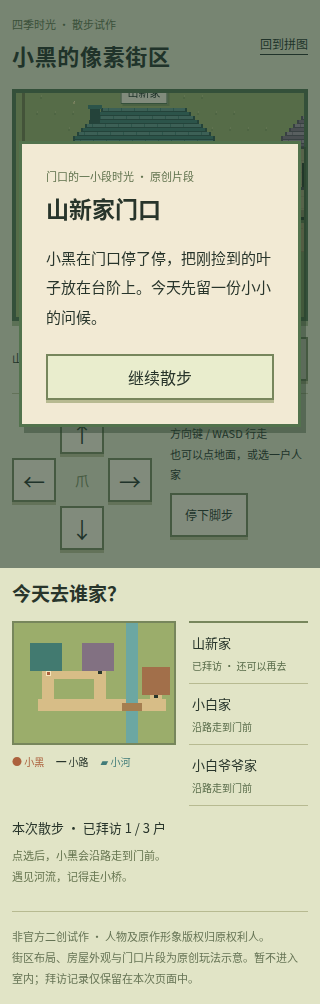 四季时光 · 散步试作
小黑的像素街区
回到拼图
山新家
门口的一小段时光 · 原创片段
山新家门口
小黑在门口停了停，把刚捡到的叶
子放在台阶上。今天先留一份小小
的问候。
继续散步
↑
方向键 / WASD 行走
也可以点地面，或选一户人
家
← 爪 →
停下脚步
↓
今天去谁家？
山新家
已拜访 · 还可以再去
小白家
沿路走到门前
小白爷爷家
沿路走到门前
小黑 小路 小河
本次散步 · 已拜访 1 / 3 户
点选后，小黑会沿路走到门前。
遇见河流，记得走小桥。
非官方二创试作 · 人物及原作形象版权归原权利人。
街区布局、房屋外观与门口片段为原创玩法示意。暂不进入
室内；拜访记录仅保留在本次页面中。